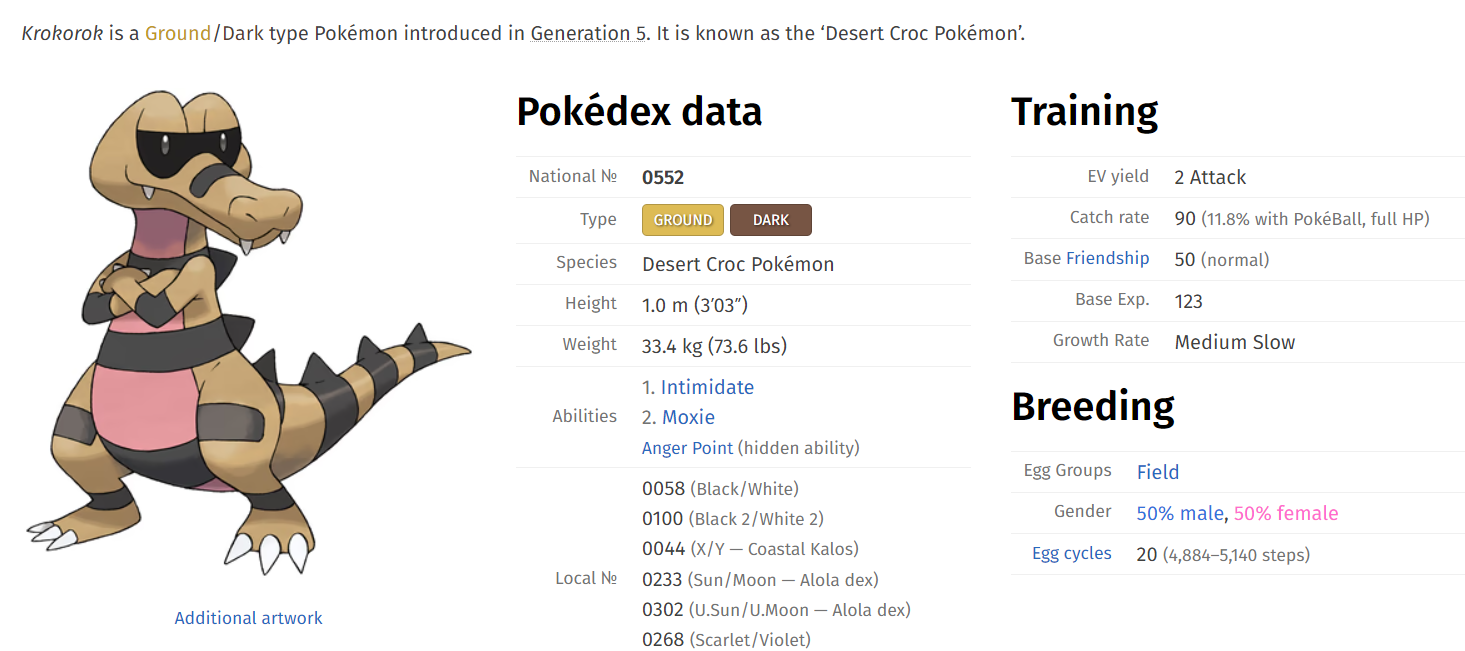 Krokorok is a Ground/Dark type Pokémon introduced in Generation 5. It is known as the ‘Desert Croc Pokémon’.
Additional artwork
Pokédex data
National № 0552
Type GROUND DARK
Species Desert Croc Pokémon
Height 1.0 m (3′03″)
Weight 33.4 kg (73.6 lbs)
Abilities 1. Intimidate
2. Moxie
Anger Point (hidden ability)
Local № 0058 (Black/White)
0100 (Black 2/White 2)
0044 (X/Y — Coastal Kalos)
0233 (Sun/Moon — Alola dex)
0302 (U.Sun/U.Moon — Alola dex)
0268 (Scarlet/Violet)
Training
EV yield 2 Attack
Catch rate 90 (11.8% with PokéBall, full HP)
Base Friendship 50 (normal)
Base Exp. 123
Growth Rate Medium Slow
Breeding
Egg Groups Field
Gender 50% male, 50% female
Egg cycles 20 (4,884–5,140 steps)